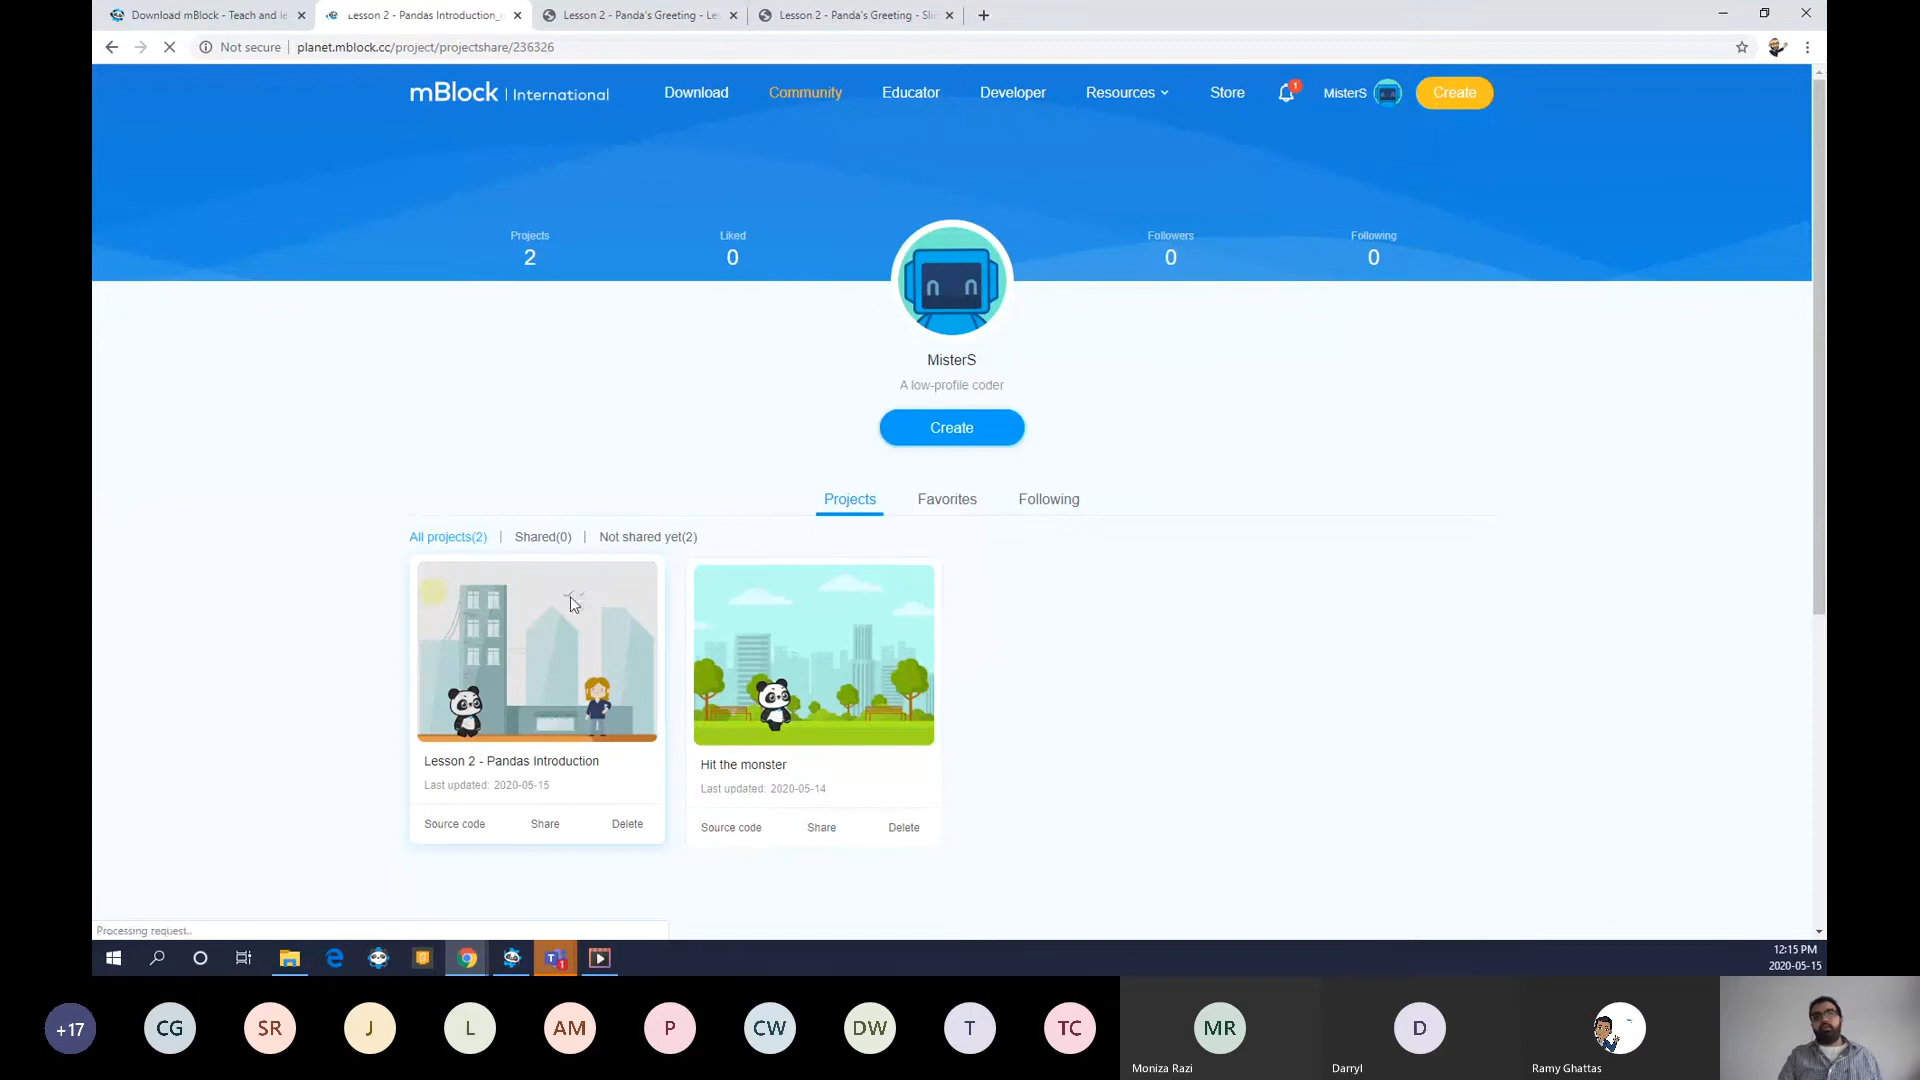 Download mBlock - Teach and le
Lesson 2 - Pandas Introduction_
Lesson 2 - Panda's Greeting - Le
Lesson 2 - Panda's Greeting - Sli
Not secure | planet.mblock.cc/project/projectshare/236326
mBlock | International
Download
Community
Educator
Developer
Resources
Store
1
MisterS
Create
Projects
2
Liked
0
Followers
0
Following
0
MisterS
A low-profile coder
Create
Projects
Favorites
Following
All projects(2) | Shared(0) | Not shared yet(2)
Lesson 2 - Pandas Introduction
Last updated: 2020-05-15
Source code Share Delete
Hit the monster
Last updated: 2020-05-14
Source code Share Delete
Processing request..
12:15 PM
2020-05-15
+17
CG
SR
J
L
AM
P
CW
DW
T
TC
MR
Moniza Razi
D
Darryl
Ramy Ghattas